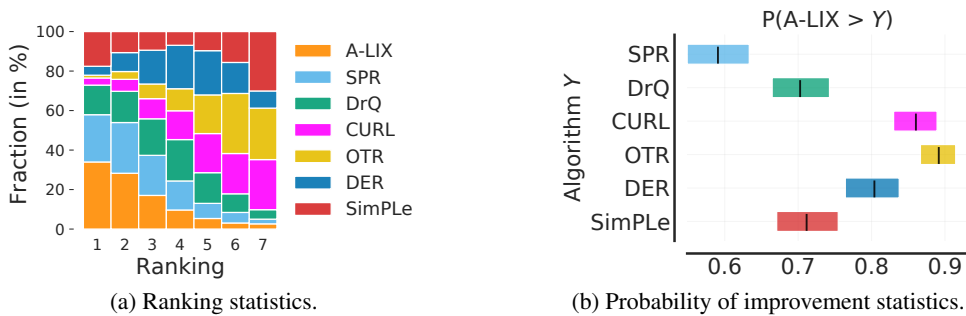 100
80
60
40
20
0
Fraction (in %)
1 2 3 4 5 6 7
Ranking
A-LIX
SPR
DrQ
CURL
OTR
DER
SimPLe
(a) Ranking statistics.
P(A-LIX > Y)
Algorithm Y
SPR
DrQ
CURL
OTR
DER
SimPLe
0.6 0.7 0.8 0.9
(b) Probability of improvement statistics.